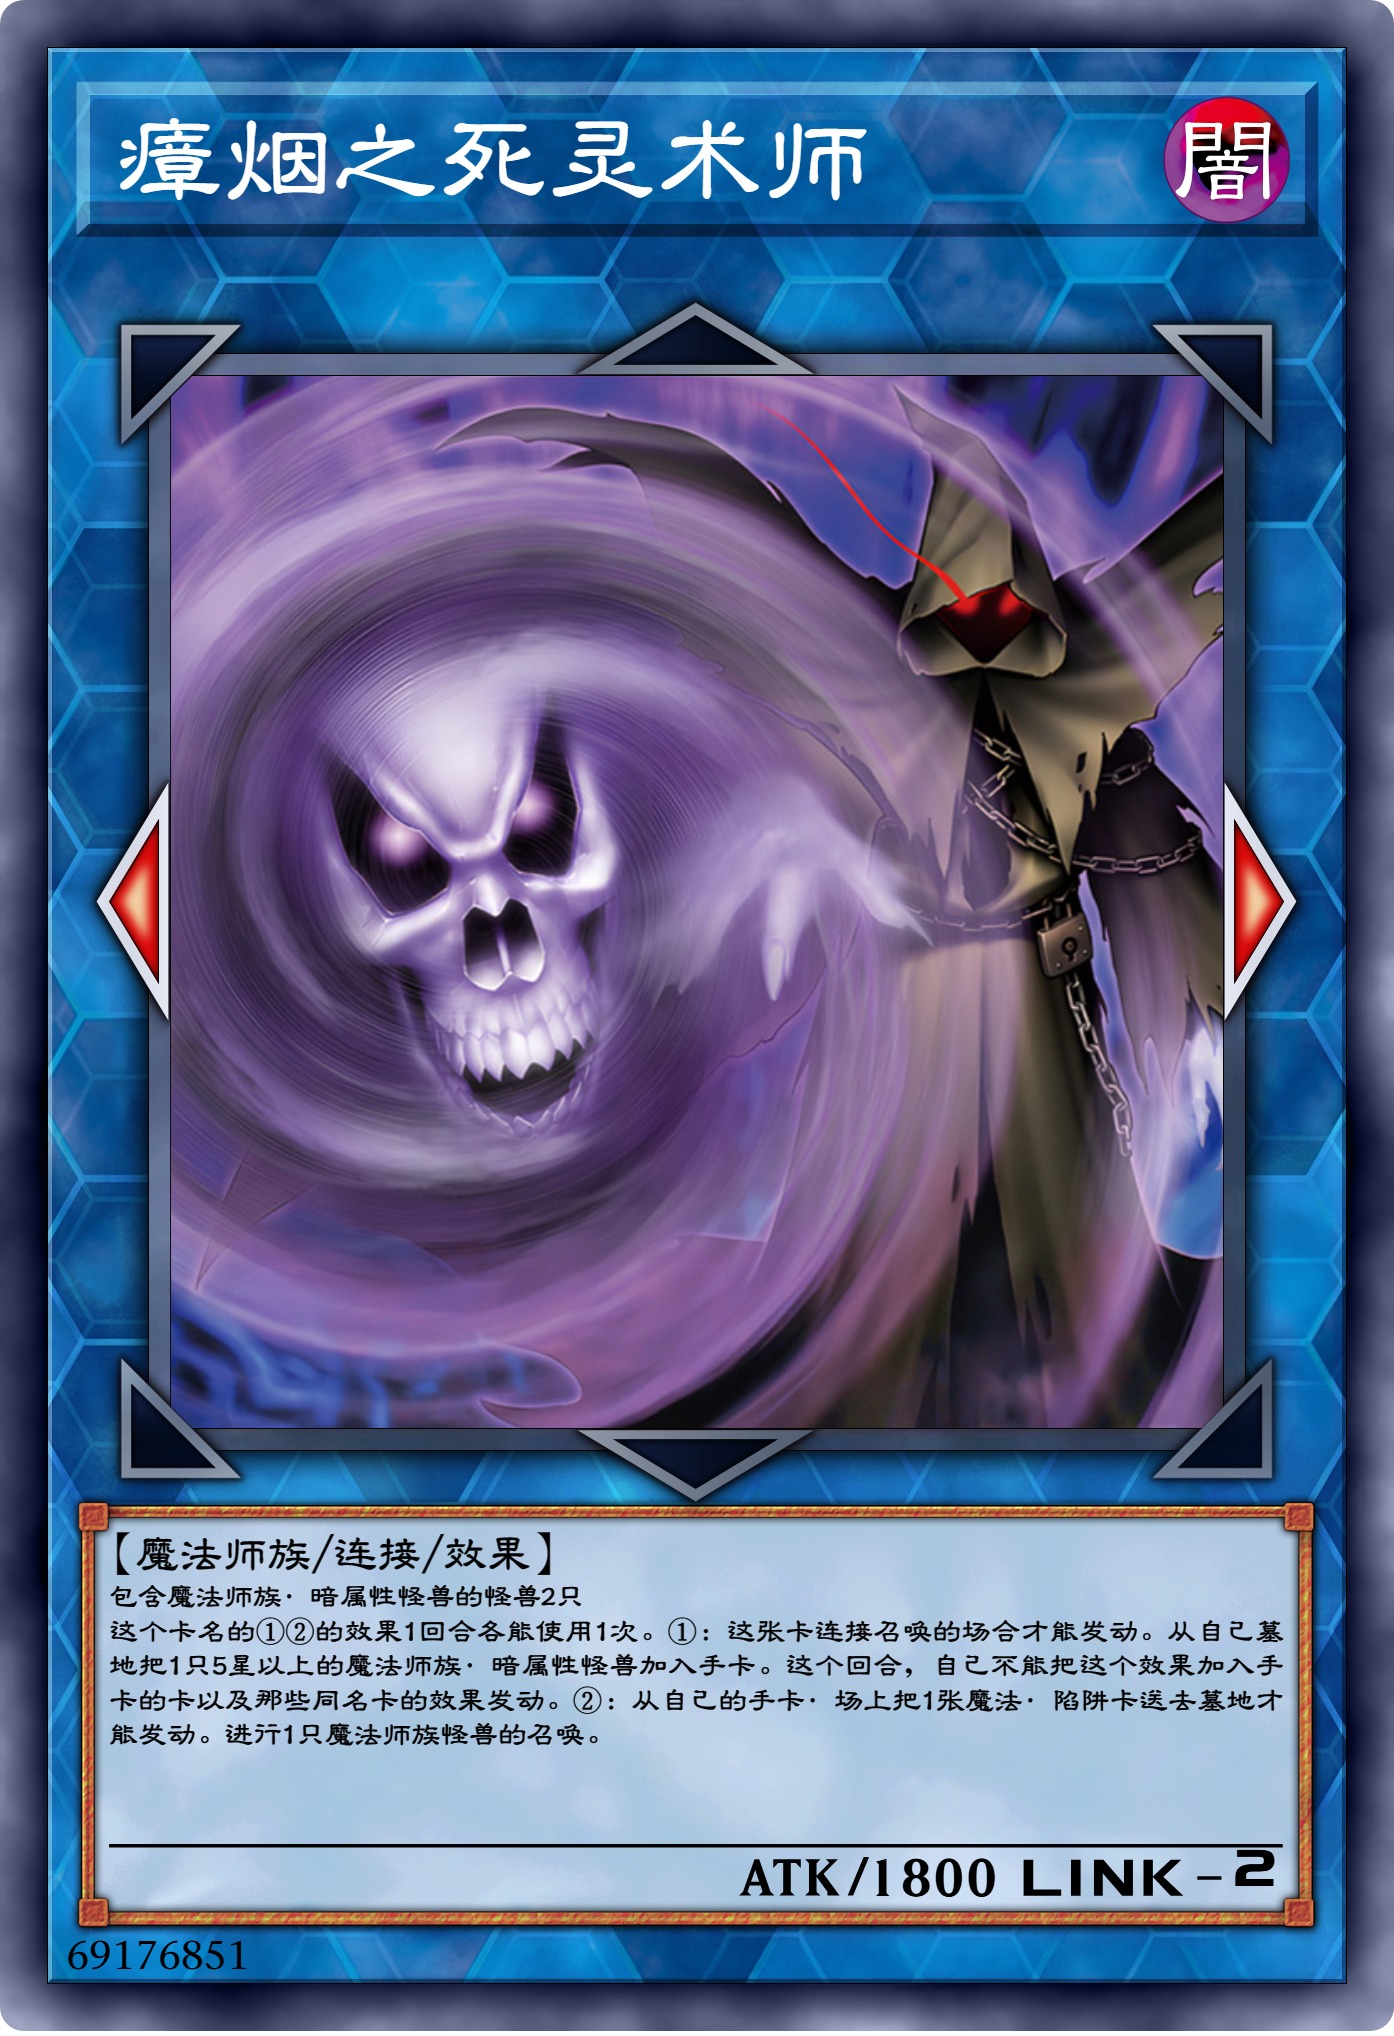 瘴烟之死灵术师
闇
【魔法师族/连接/效果】
包含魔法师族·暗属性怪兽的怪兽2只
这个卡名的①②的效果1回合各能使用1次。①：这张卡连接召唤的场合才能发动。从自己墓
地把1只5星以上的魔法师族·暗属性怪兽加入手卡。这个回合，自己不能把这个效果加入手
卡的卡以及那些同名卡的效果发动。②：从自己的手卡·场上把1张魔法·陷阱卡送去墓地才
能发动。进行1只魔法师族怪兽的召唤。
ATK/1800 LINK-2
69176851